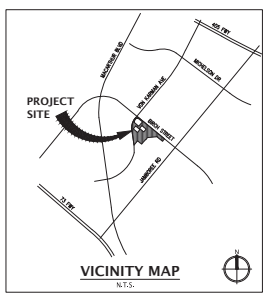 405 FWY
MACARTHUR BLVD
MICHELSON DR
VON KARMAN AVE
PROJECT
SITE
BIRCH STREET
JAMBOREE RD
73 FWY
VICINITY MAP
N.T.S.
N